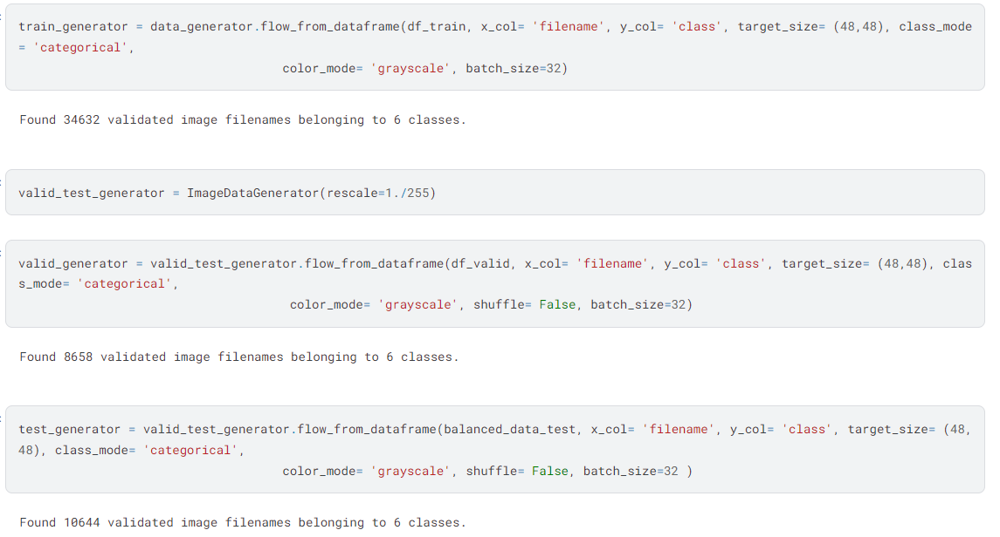 train_generator = data_generator.flow_from_dataframe(df_train, x_col= 'filename', y_col= 'class', target_size= (48,48), class_mode
= 'categorical',
color_mode= 'grayscale', batch_size=32)
Found 34632 validated image filenames belonging to 6 classes.
valid_test_generator = ImageDataGenerator(rescale=1./255)
valid_generator = valid_test_generator.flow_from_dataframe(df_valid, x_col= 'filename', y_col= 'class', target_size= (48,48), clas
s_mode= 'categorical',
color_mode= 'grayscale', shuffle= False, batch_size=32)
Found 8658 validated image filenames belonging to 6 classes.
test_generator = valid_test_generator.flow_from_dataframe(balanced_data_test, x_col= 'filename', y_col= 'class', target_size= (48,
48), class_mode= 'categorical',
color_mode= 'grayscale', shuffle= False, batch_size=32 )
Found 10644 validated image filenames belonging to 6 classes.